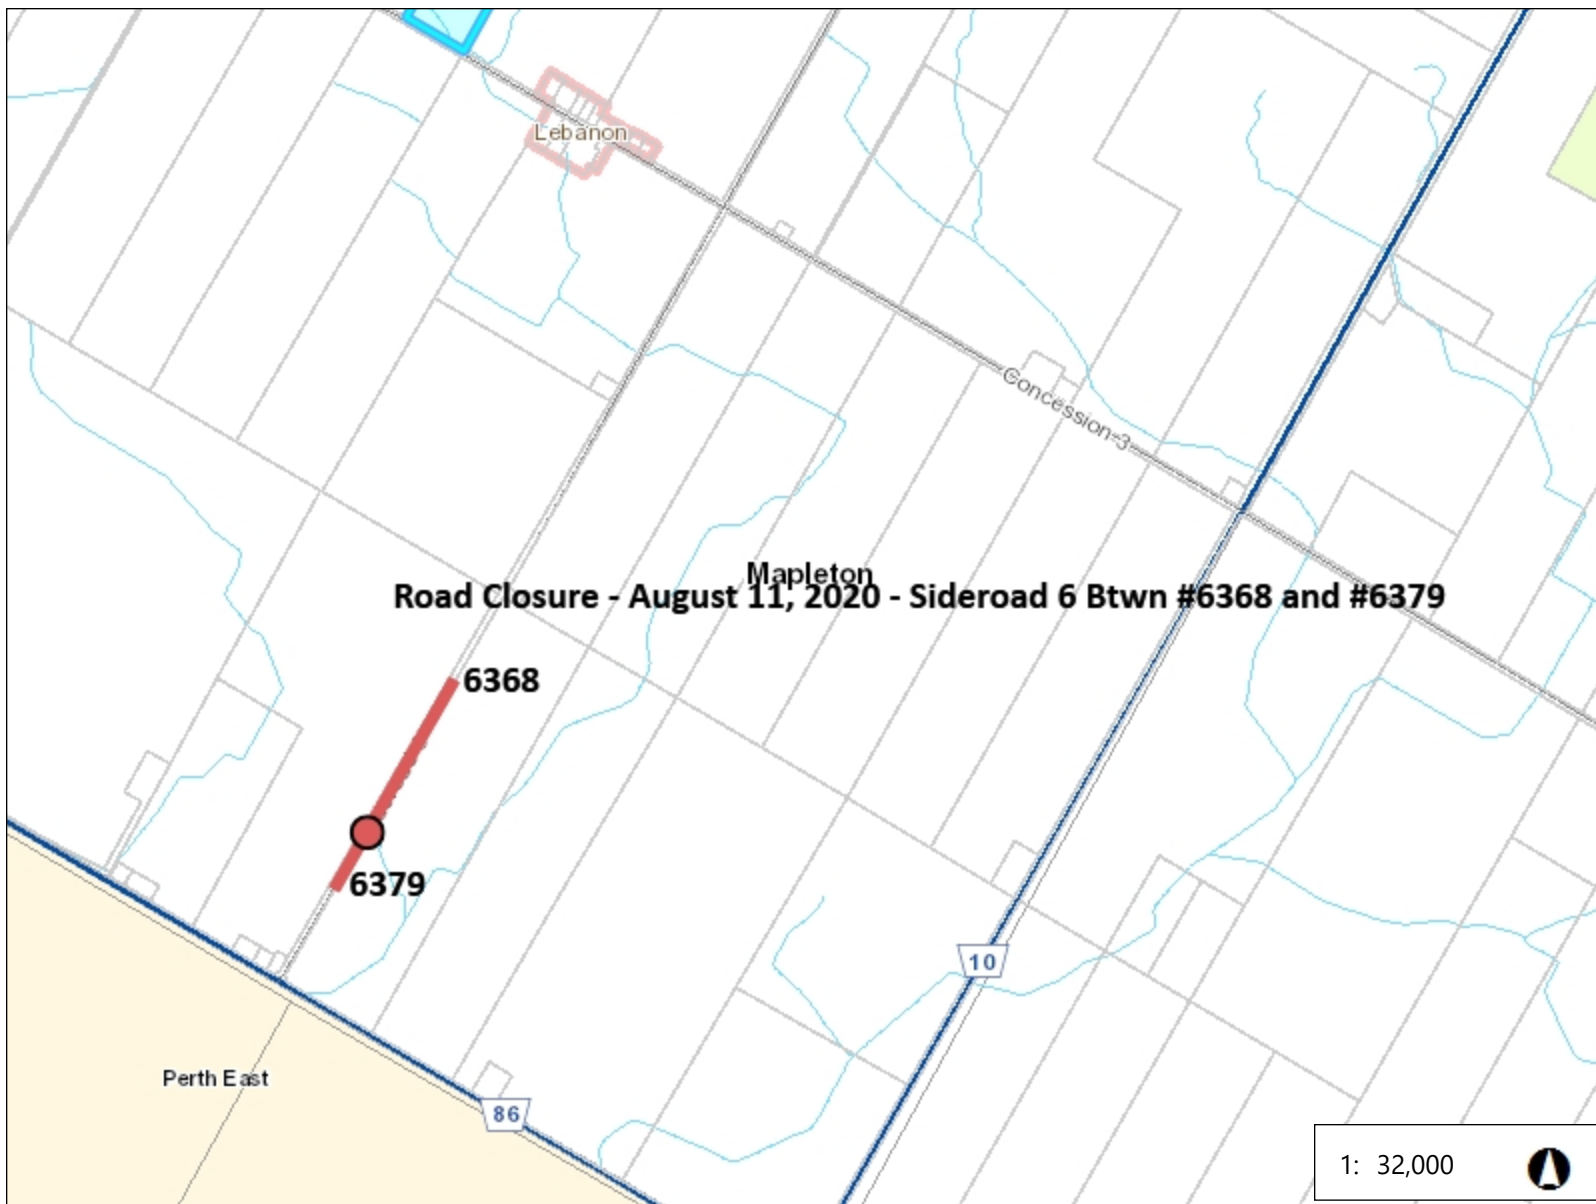 Lebanon
Concession 3
Mapleton
Road Closure - August 11, 2020 - Sideroad 6 Btwn #6368 and #6379
6368
6379
10
Perth East
86
1: 32,000